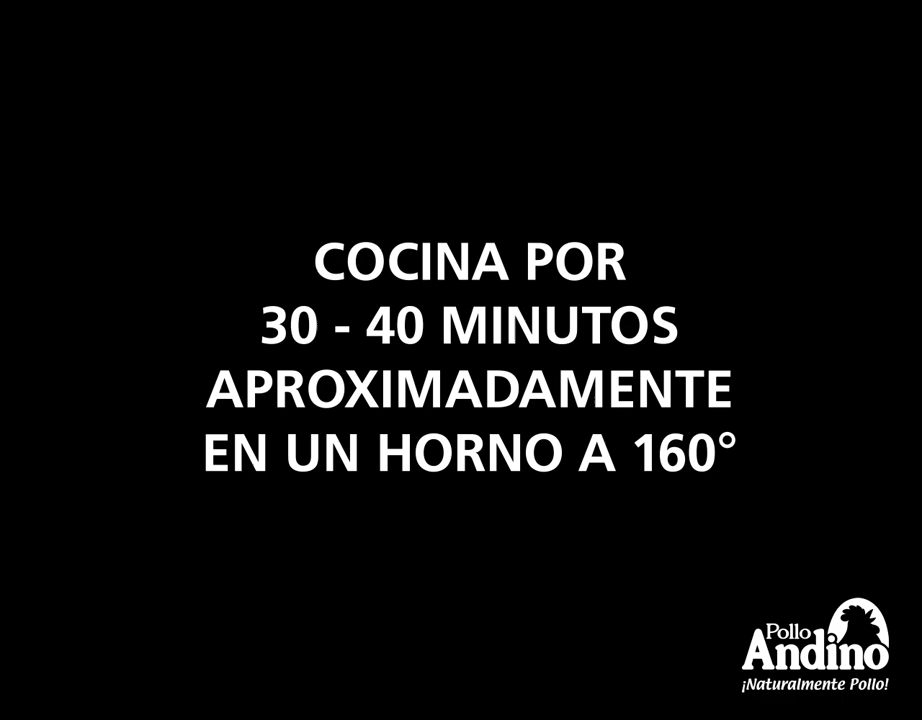 COCINA POR
30 - 40 MINUTOS
APROXIMADAMENTE
EN UN HORNO A 160°
Pollo
Andino
¡Naturalmente Pollo!